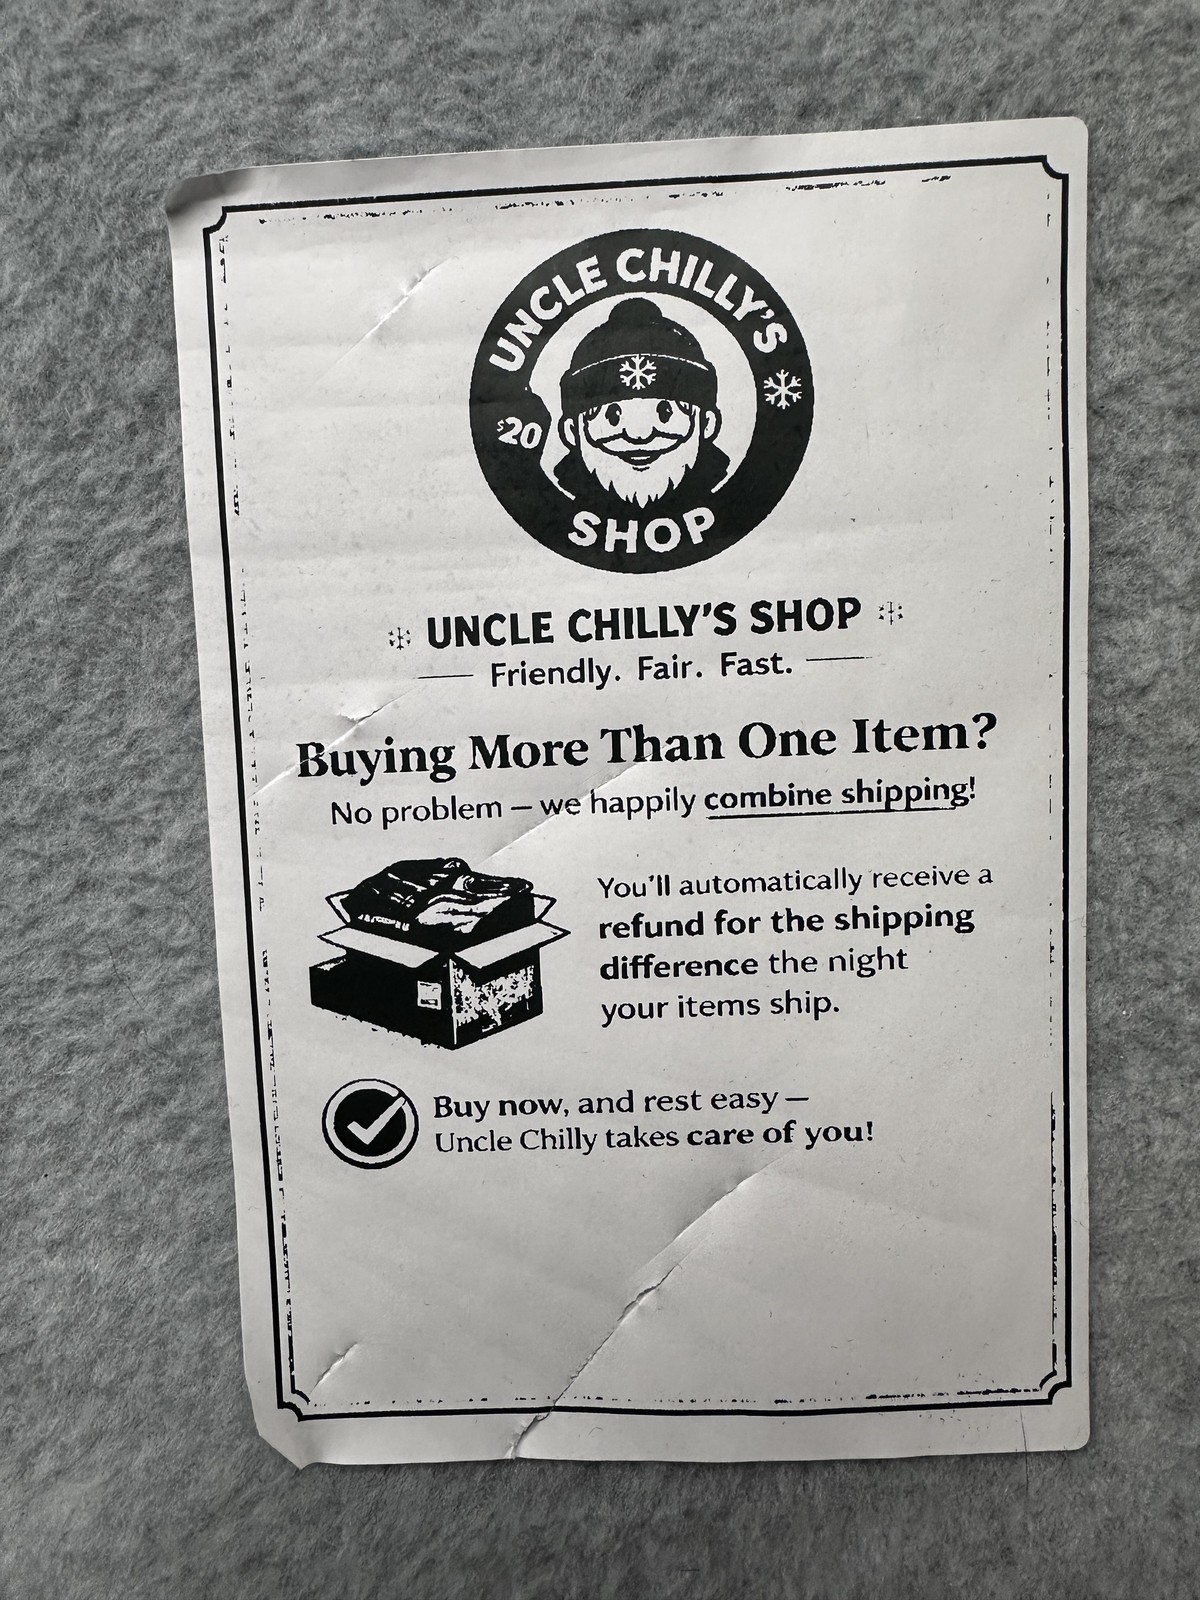 UNCLE CHILLY'S
$20
SHOP
UNCLE CHILLY'S SHOP
Friendly. Fair. Fast.
Buying More Than One Item?
No problem – we happily combine shipping!
You'll automatically receive a
refund for the shipping
difference the night
your items ship.
Buy now, and rest easy –
Uncle Chilly takes care of you!